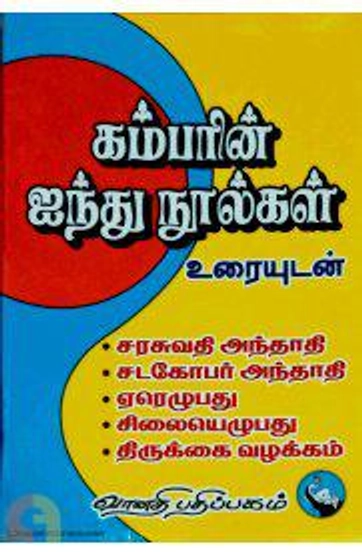 கம்பரின்
ஐந்து நூல்கள்
உரையுடன்
• சரசுவதி அந்தாதி
• சடகோபர் அந்தாதி
• ஏரெழுபது
• சிலையெழுபது
• திருக்கை வழக்கம்
வானதி பதிப்பகம்